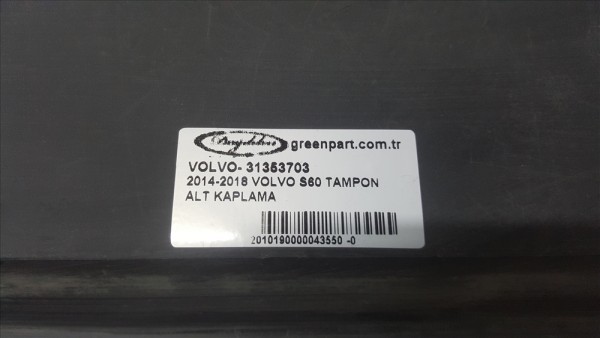 greenpart.com.tr
VOLVO- 31353703
2014-2018 VOLVO S60 TAMPON
ALT KAPLAMA
2010190000043550 -0